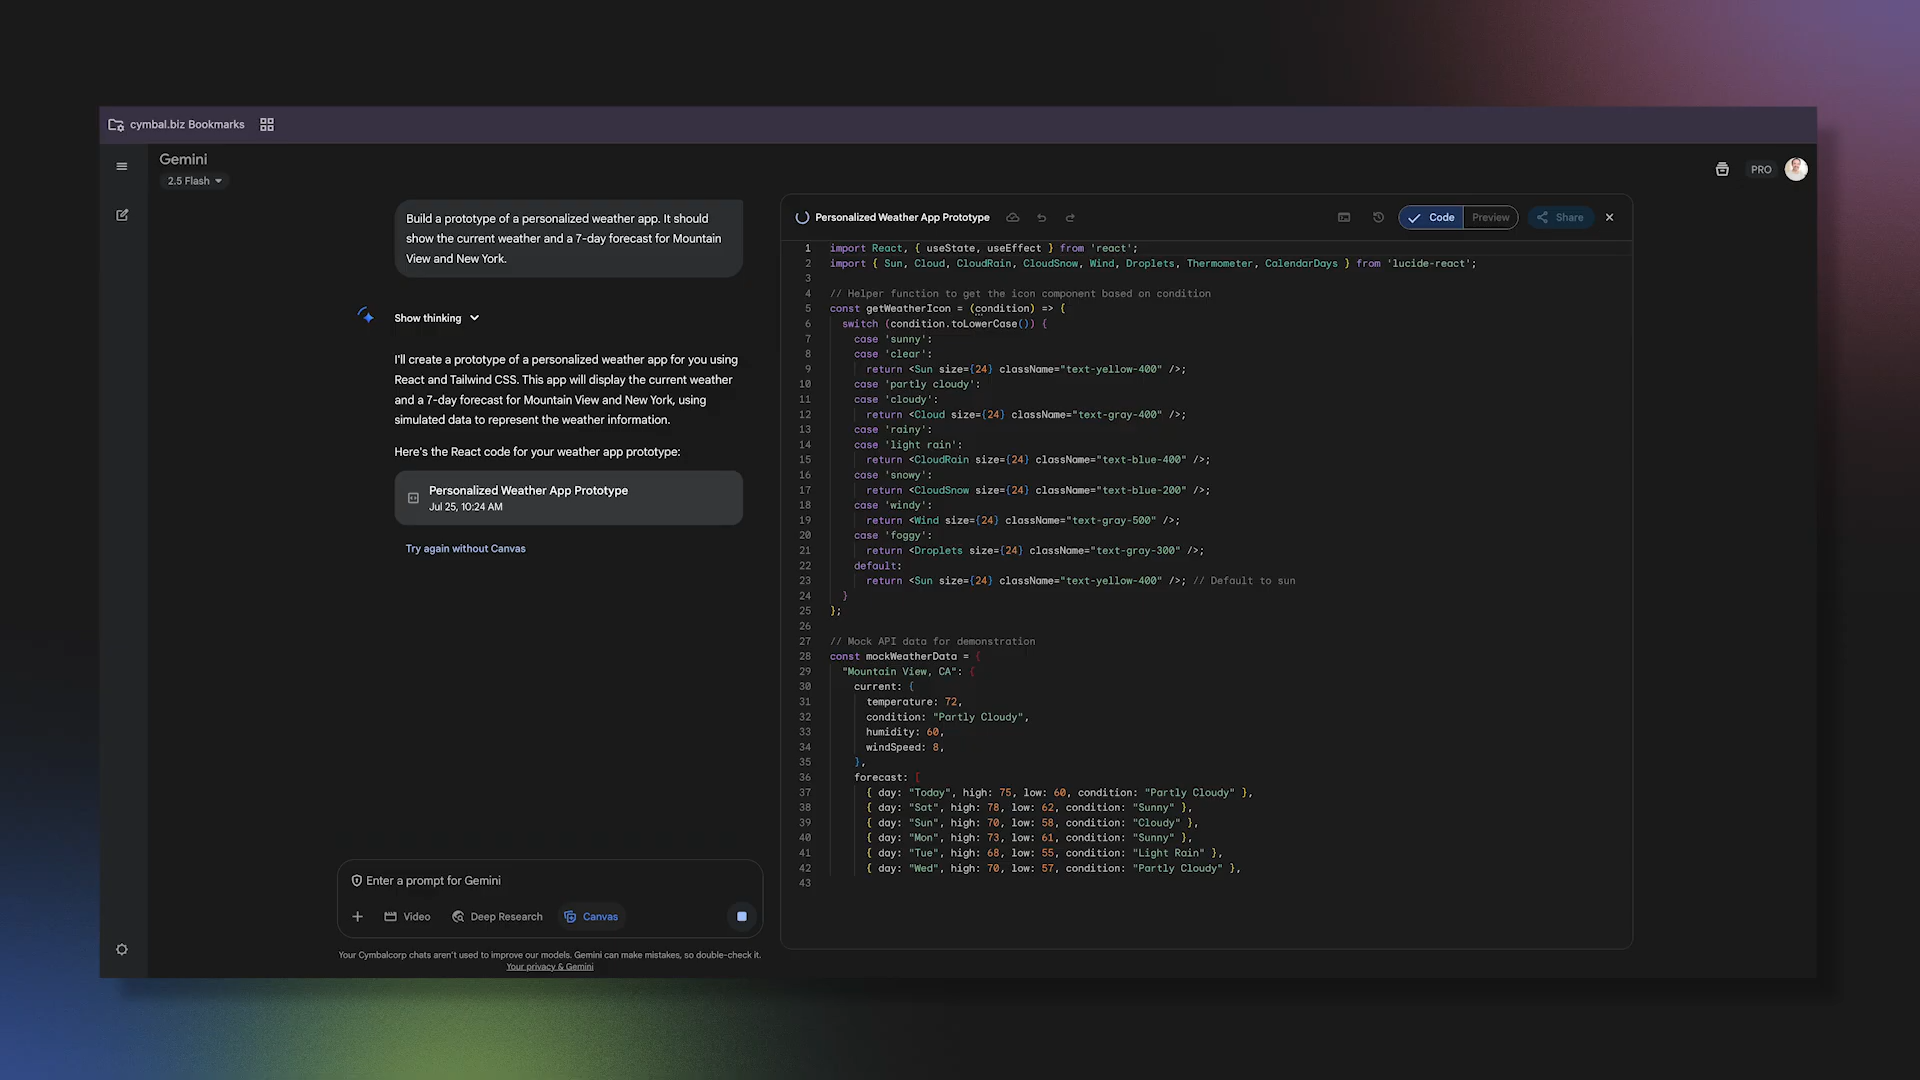 cymbal.biz Bookmarks
Gemini
2.5 Flash
PRO
Build a prototype of a personalized weather app. It should
show the current weather and a 7-day forecast for Mountain
View and New York.
Show thinking
I'll create a prototype of a personalized weather app for you using
React and Tailwind CSS. This app will display the current weather
and a 7-day forecast for Mountain View and New York, using
simulated data to represent the weather information.
Here's the React code for your weather app prototype:
Personalized Weather App Prototype
Jul 25, 10:24 AM
Try again without Canvas
Enter a prompt for Gemini
Video Deep Research Canvas
Your Cymbalcorp chats aren't used to improve our models. Gemini can make mistakes, so double-check it.
Your privacy & Gemini
Personalized Weather App Prototype Code Preview Share
1 import React, { useState, useEffect } from 'react';
2 import { Sun, Cloud, CloudRain, CloudSnow, Wind, Droplets, Thermometer, CalendarDays } from 'lucide-react';
3
4 // Helper function to get the icon component based on condition
5 const getWeatherIcon = (condition) => {
6 switch (condition.toLowerCase()) {
7 case 'sunny':
8 case 'clear':
9 return <Sun size={24} className="text-yellow-400" />;
10 case 'partly cloudy':
11 case 'cloudy':
12 return <Cloud size={24} className="text-gray-400" />;
13 case 'rainy':
14 case 'light rain':
15 return <CloudRain size={24} className="text-blue-400" />;
16 case 'snowy':
17 return <CloudSnow size={24} className="text-blue-200" />;
18 case 'windy':
19 return <Wind size={24} className="text-gray-500" />;
20 case 'foggy':
21 return <Droplets size={24} className="text-gray-300" />;
22 default:
23 return <Sun size={24} className="text-yellow-400" />; // Default to sun
24 }
25 };
26
27 // Mock API data for demonstration
28 const mockWeatherData = {
29 "Mountain View, CA": {
30 current: {
31 temperature: 72,
32 condition: "Partly Cloudy",
33 humidity: 60,
34 windSpeed: 8,
35 },
36 forecast: [
37 { day: "Today", high: 75, low: 60, condition: "Partly Cloudy" },
38 { day: "Sat", high: 78, low: 62, condition: "Sunny" },
39 { day: "Sun", high: 70, low: 58, condition: "Cloudy" },
40 { day: "Mon", high: 73, low: 61, condition: "Sunny" },
41 { day: "Tue", high: 68, low: 55, condition: "Light Rain" },
42 { day: "Wed", high: 70, low: 57, condition: "Partly Cloudy" },
43